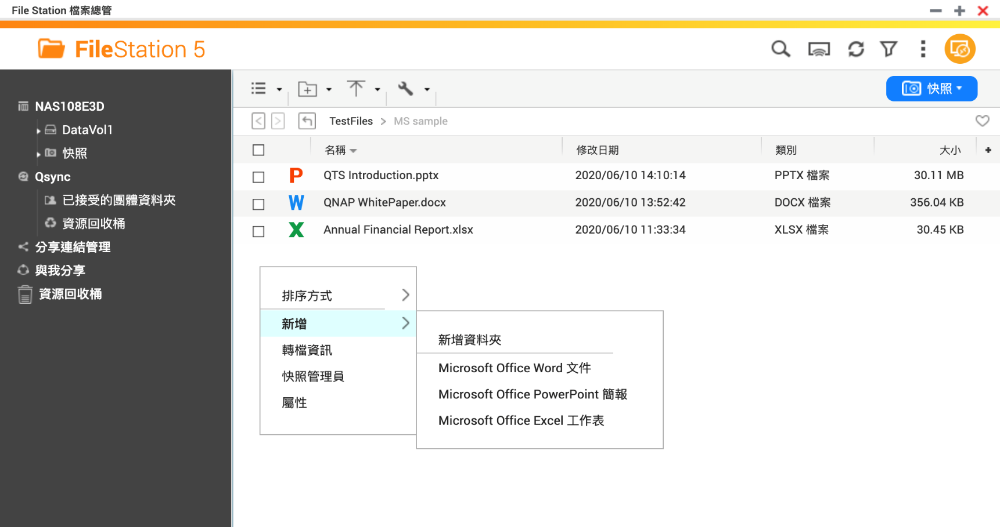 File Station 檔案總管
FileStation 5
NAS108E3D
DataVol1
快照
Qsync
已接受的團體資料夾
資源回收桶
分享連結管理
與我分享
資源回收桶
快照
TestFiles > MS sample
名稱 修改日期 類別 大小
P QTS Introduction.pptx 2020/06/10 14:10:14 PPTX 檔案 30.11 MB
W QNAP WhitePaper.docx 2020/06/10 13:52:42 DOCX 檔案 356.04 KB
X Annual Financial Report.xlsx 2020/06/10 11:33:34 XLSX 檔案 30.45 KB
排序方式
新增
轉檔資訊
快照管理員
屬性
新增資料夾
Microsoft Office Word 文件
Microsoft Office PowerPoint 簡報
Microsoft Office Excel 工作表